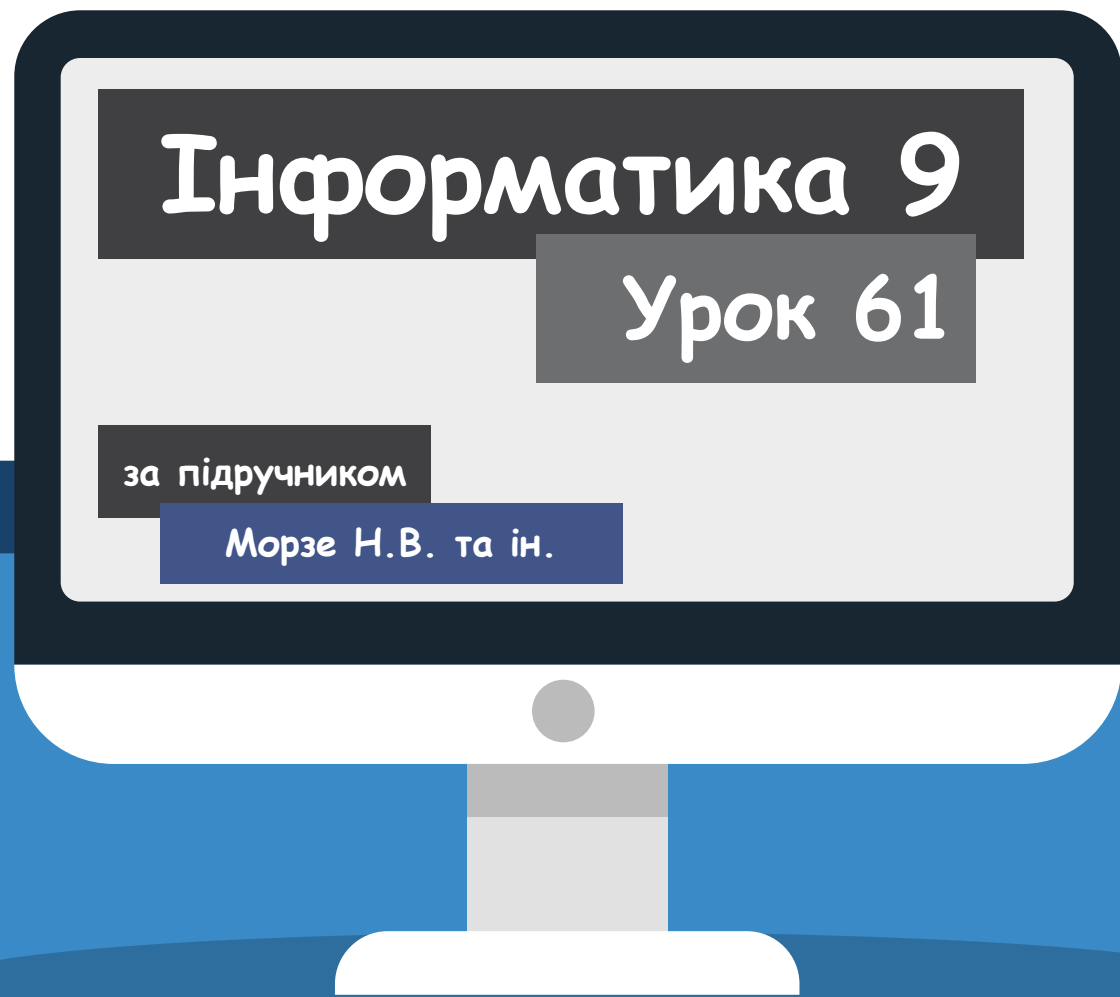 Інформатика 9
Урок 61
за підручником
Морзе Н.В. та ін.